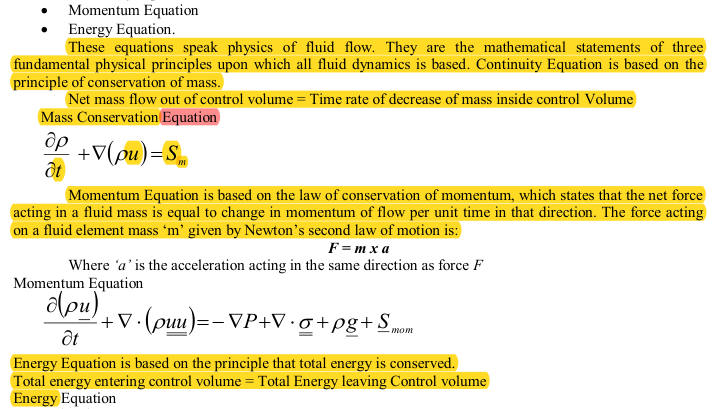 • Momentum Equation
• Energy Equation.
These equations speak physics of fluid flow. They are the mathematical statements of three
fundamental physical principles upon which all fluid dynamics is based. Continuity Equation is based on the
principle of conservation of mass.
Net mass flow out of control volume = Time rate of decrease of mass inside control Volume
Mass Conservation Equation
∂ρ/∂t + ∇(ρu) = S_m
Momentum Equation is based on the law of conservation of momentum, which states that the net force
acting in a fluid mass is equal to change in momentum of flow per unit time in that direction. The force acting
on a fluid element mass ‘m’ given by Newton’s second law of motion is:
F = m x a
Where ‘a’ is the acceleration acting in the same direction as force F
Momentum Equation
∂(ρu)/∂t + ∇·(ρuu) = − ∇P + ∇·σ + ρg + S_mom
Energy Equation is based on the principle that total energy is conserved.
Total energy entering control volume = Total Energy leaving Control volume
Energy Equation